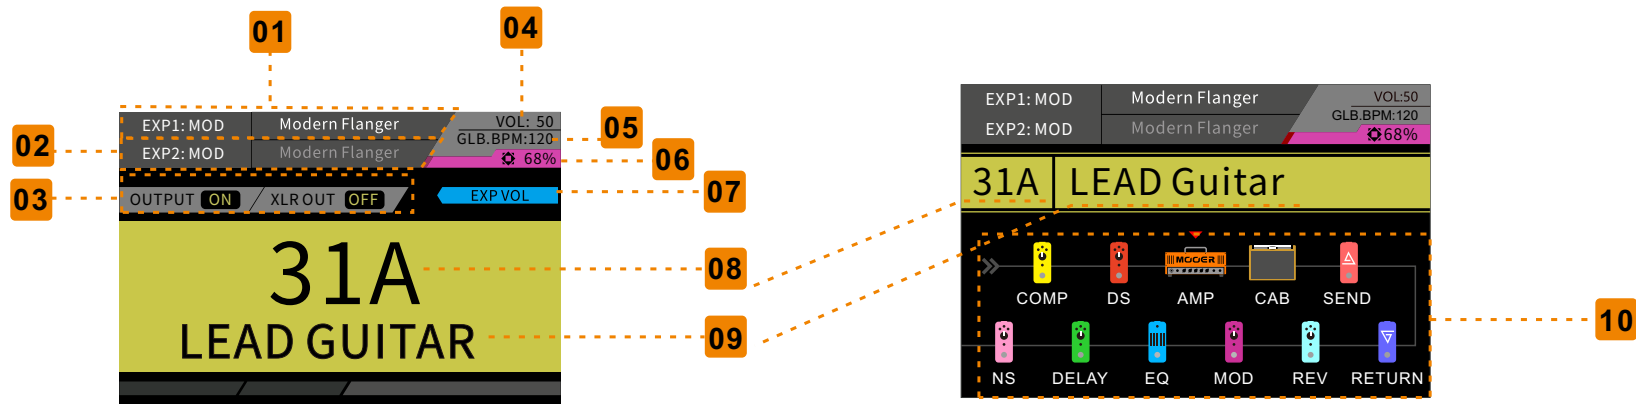 01
04
EXP1: MOD Modern Flanger VOL: 50
GLB.BPM:120
EXP2: MOD Modern Flanger
68%
02
03
05
06
07
OUTPUT ON XLR OUT OFF
EXP VOL
31A
LEAD GUITAR
08
09
EXP1: MOD Modern Flanger VOL:50
GLB.BPM:120
EXP2: MOD Modern Flanger 68%
31A LEAD Guitar
MOOER
COMP DS AMP CAB SEND
NS DELAY EQ MOD REV RETURN
10